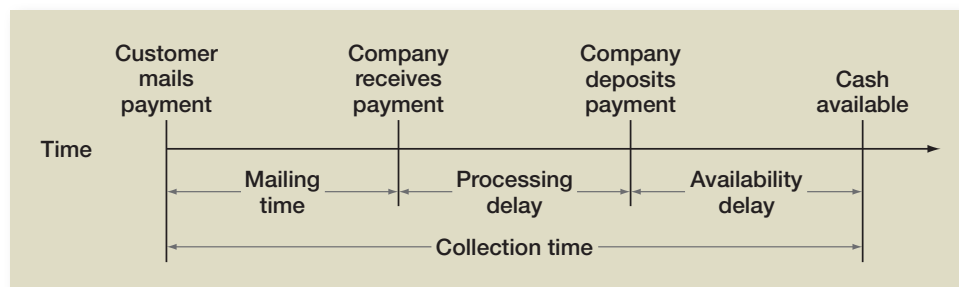 Customer
mails
payment
Company
receives
payment
Company
deposits
payment
Cash
available
Time
Mailing
time
Processing
delay
Availability
delay
Collection time